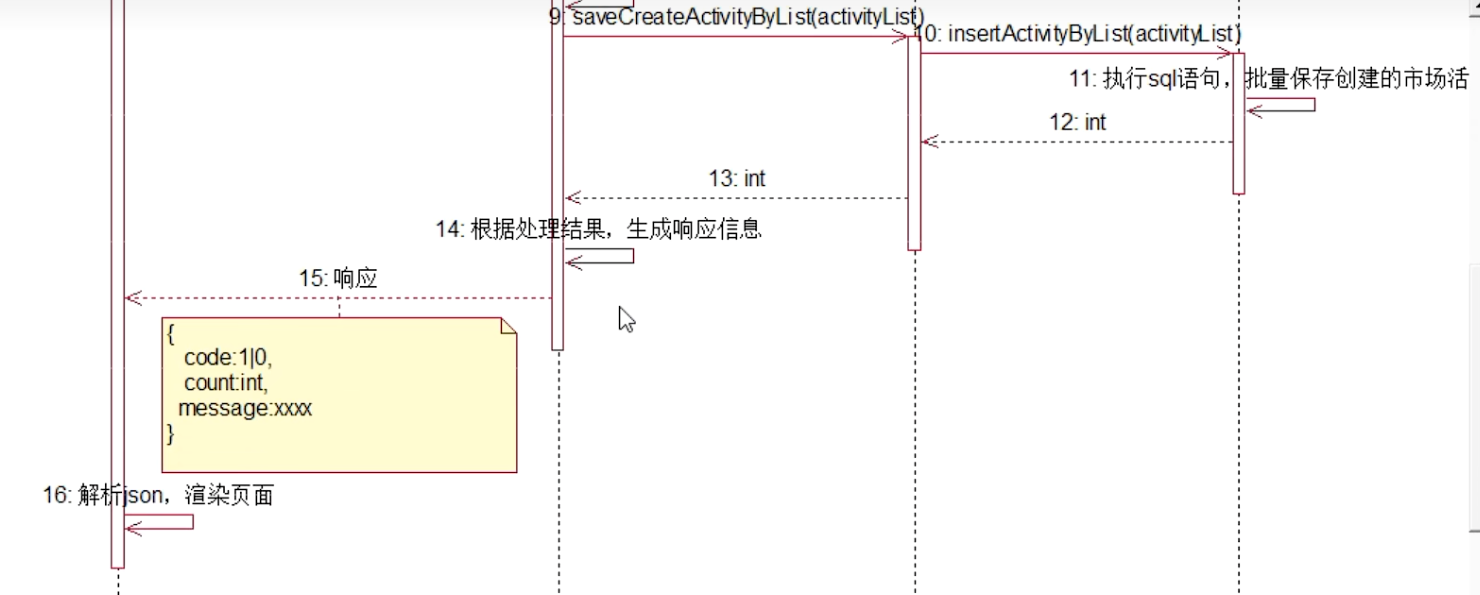 9: saveCreateActivityByList(activityList)
10: insertActivityByList(activityList)
11: 执行sql语句，批量保存创建的市场活
12: int
13: int
14: 根据处理结果，生成响应信息
15: 响应
{
code:1|0,
count:int,
message:xxxx
}
16: 解析json，渲染页面